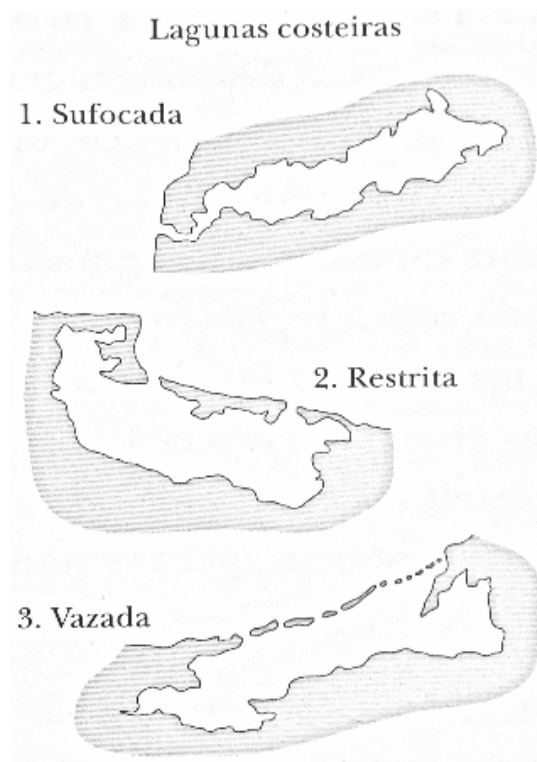 Lagunas costeiras
1. Sufocada
2. Restrita
3. Vazada